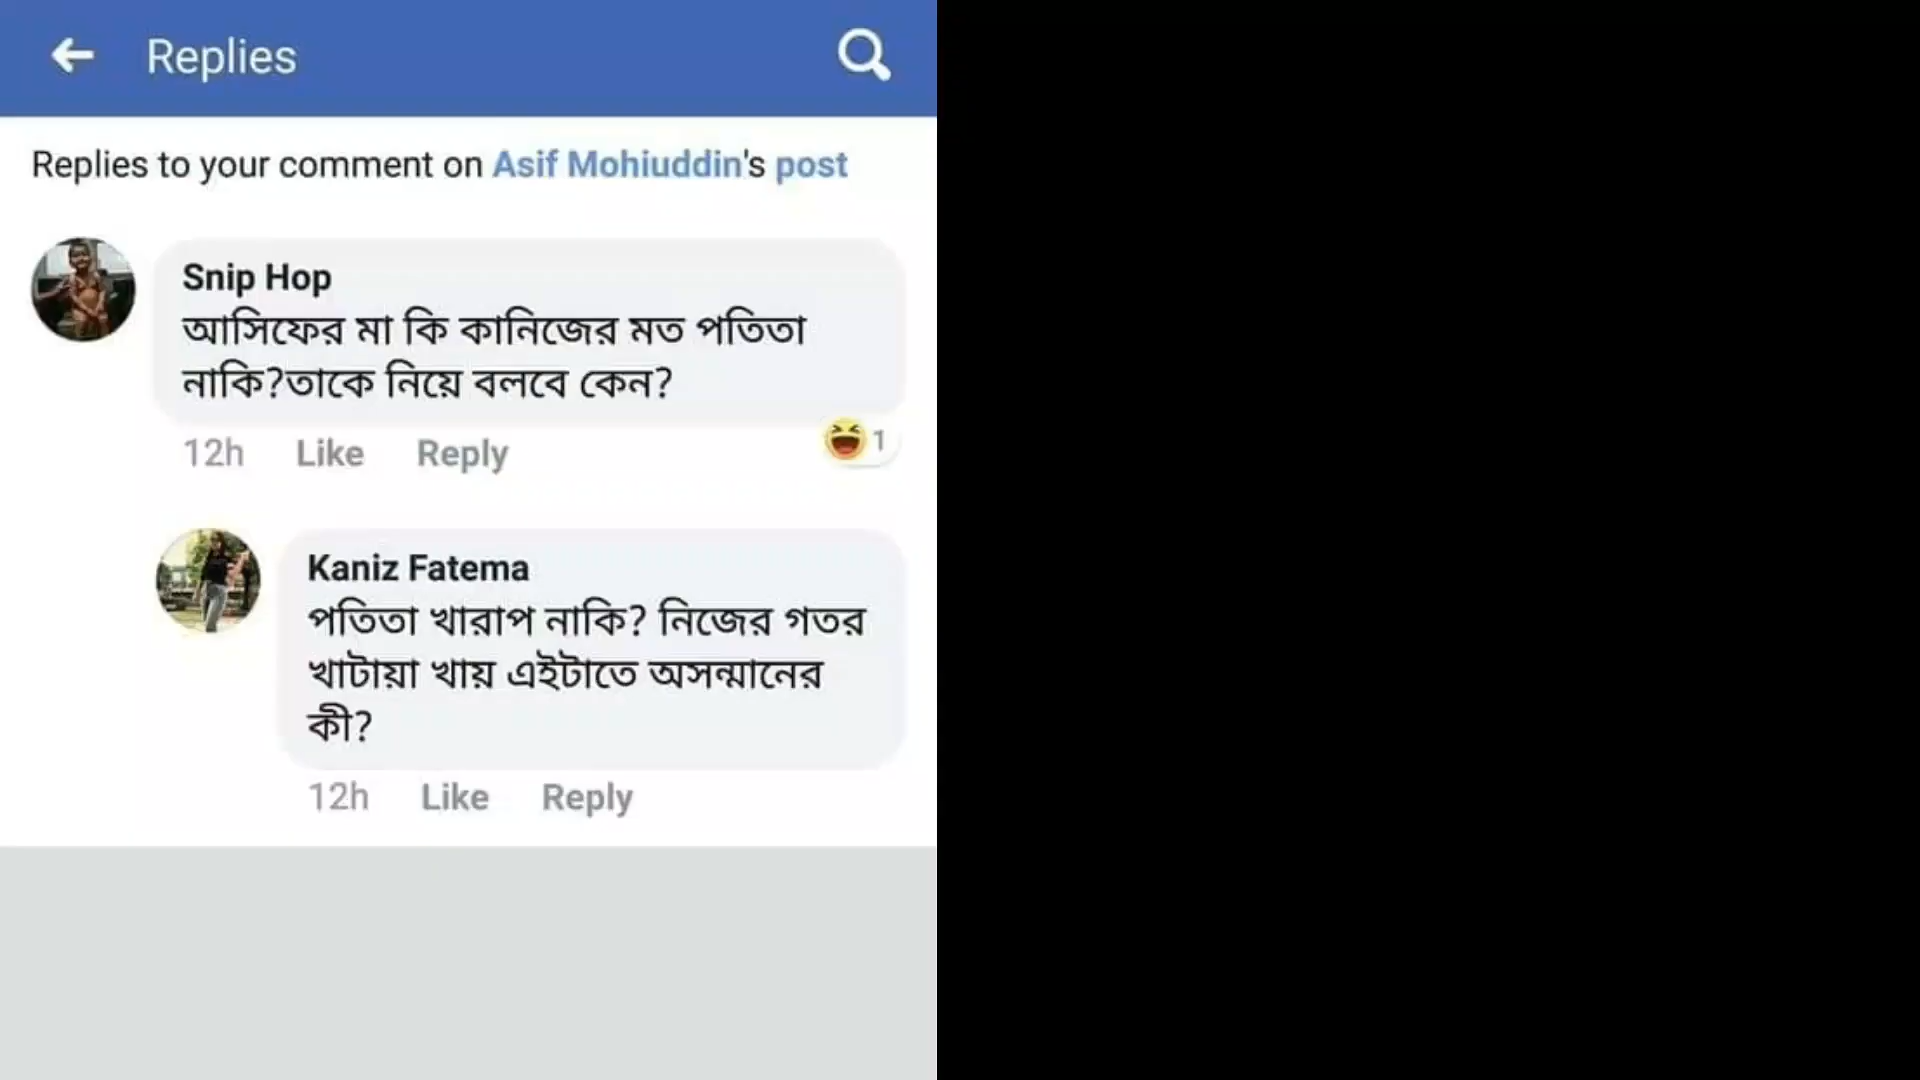 Replies
Replies to your comment on Asif Mohiuddin's post
Snip Hop
আসিফের মা কি কানিজের মত পতিতা
নাকি?তাকে নিয়ে বলবে কেন?
12h Like Reply
1
Kaniz Fatema
পতিতা খারাপ নাকি? নিজের গতর
খাটায়া খায় এইটাতে অসন্মানের
কী?
12h Like Reply